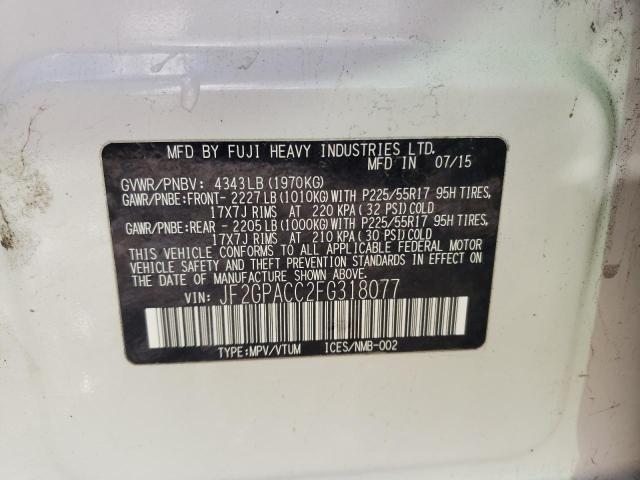 MFD BY FUJI HEAVY INDUSTRIES LTD.
MFD IN 07/15
GVWR/PNBV: 4343LB (1970KG)
GAWR/PNBE:FRONT- 2227LB (1010KG) WITH P225/55R17 95H TIRES,
17X7J RIMS AT 220 KPA (32 PSI) COLD
GAWR/PNBE:REAR - 2205LB (1000KG) WITH P225/55R17 95H TIRES,
17X7J RIMS AT 210 KPA (30 PSI) COLD
THIS VEHICLE CONFORMS TO ALL APPLICABLE FEDERAL MOTOR
VEHICLE SAFETY AND THEFT PREVENTION STANDARDS IN EFFECT ON
THE DATE OF MANUFACTURE SHOWN ABOVE.
VIN: JF2GPACC2FG318077
TYPE:MPV/VTUM ICES/NMB-002